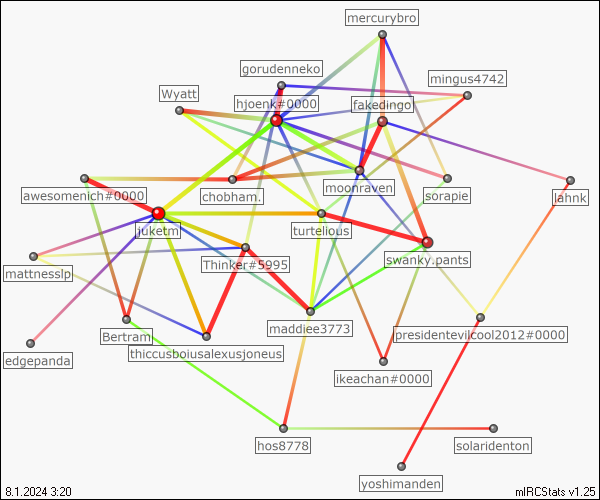 mercurybro
gorudenneko
mingus4742
Wyatt
hjoenk#0000
fakedingo
awesomenich#0000
chobham.
moonraven
sorapie
lahnk
juketm
turtelious
mattnesslp
Thinker#5995
swanky.pants
maddiee3773
presidentevilcool2012#0000
Bertram
thiccusboiusalexusjoneus
edgepanda
ikeachan#0000
hos8778
solaridenton
yoshimanden
8.1.2024 3:20
mIRCStats v1.25